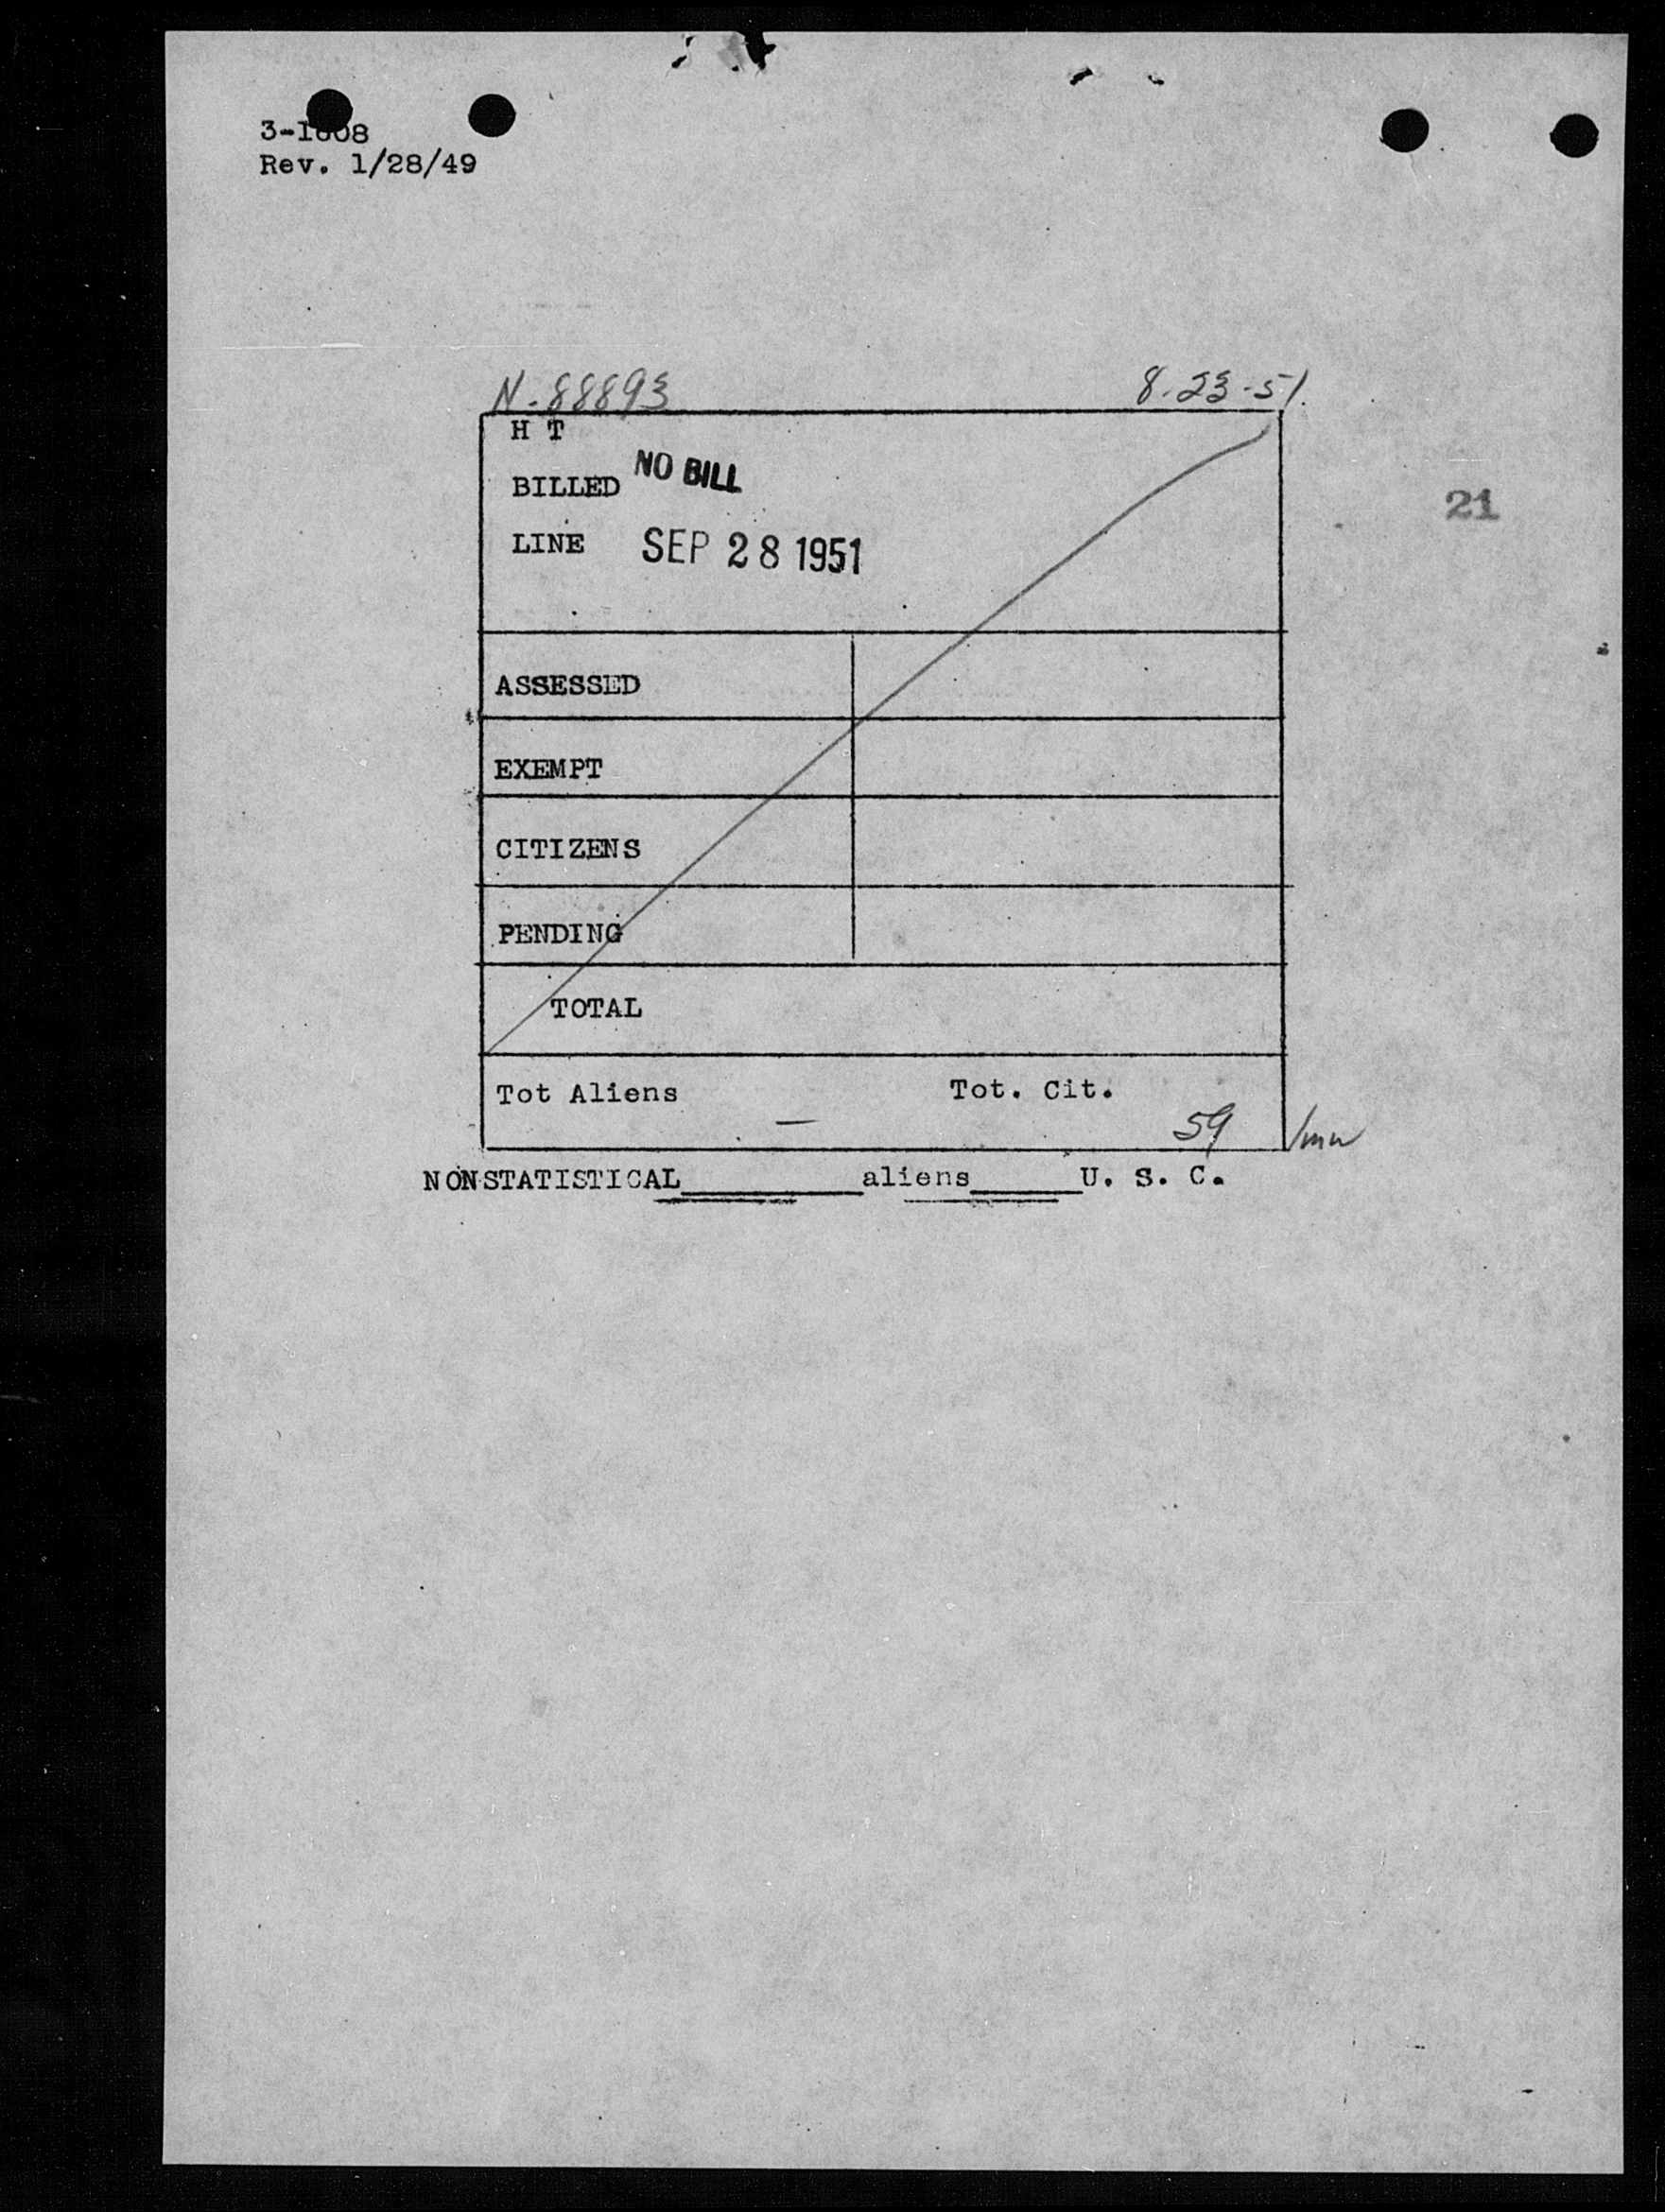 3-1608
Rev. 1/28/49
N-88893 8-23-51
H T
BILLED NO BILL
LINE SEP 28 1951
21
ASSESSED
EXEMPT
CITIZENS
PENDING
TOTAL
Tot Aliens Tot. Cit.
— 59
NONSTATISTICAL aliens U. S. C.